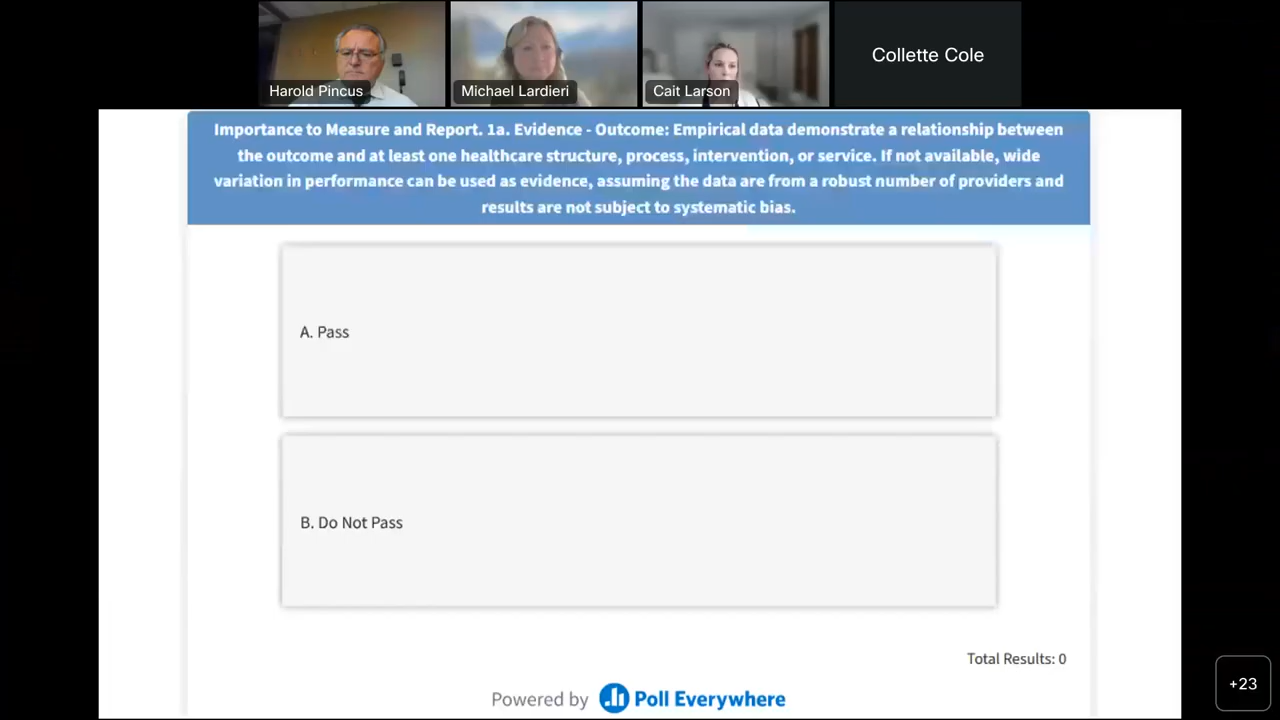 Harold Pincus
Michael Lardieri
Cait Larson
Collette Cole
Importance to Measure and Report. 1a. Evidence - Outcome: Empirical data demonstrate a relationship between
the outcome and at least one healthcare structure, process, intervention, or service. If not available, wide
variation in performance can be used as evidence, assuming the data are from a robust number of providers and
results are not subject to systematic bias.
A. Pass
B. Do Not Pass
Total Results: 0
Powered by Poll Everywhere
+23